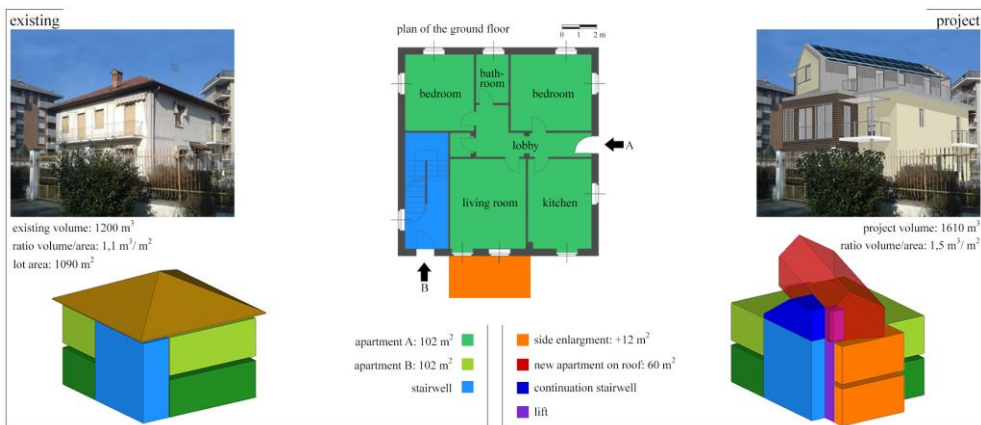 existing
plan of the ground floor
0 1 2 m
project
bath-
room
bedroom
bedroom
lobby
A
living room
kitchen
B
existing volume: 1200 m³
ratio volume/area: 1,1 m³/ m²
lot area: 1090 m²
project volume: 1610 m³
ratio volume/area: 1,5 m³/ m²
apartment A: 102 m²
apartment B: 102 m²
stairwell
side enlargment: +12 m²
new apartment on roof: 60 m²
continuation stairwell
lift